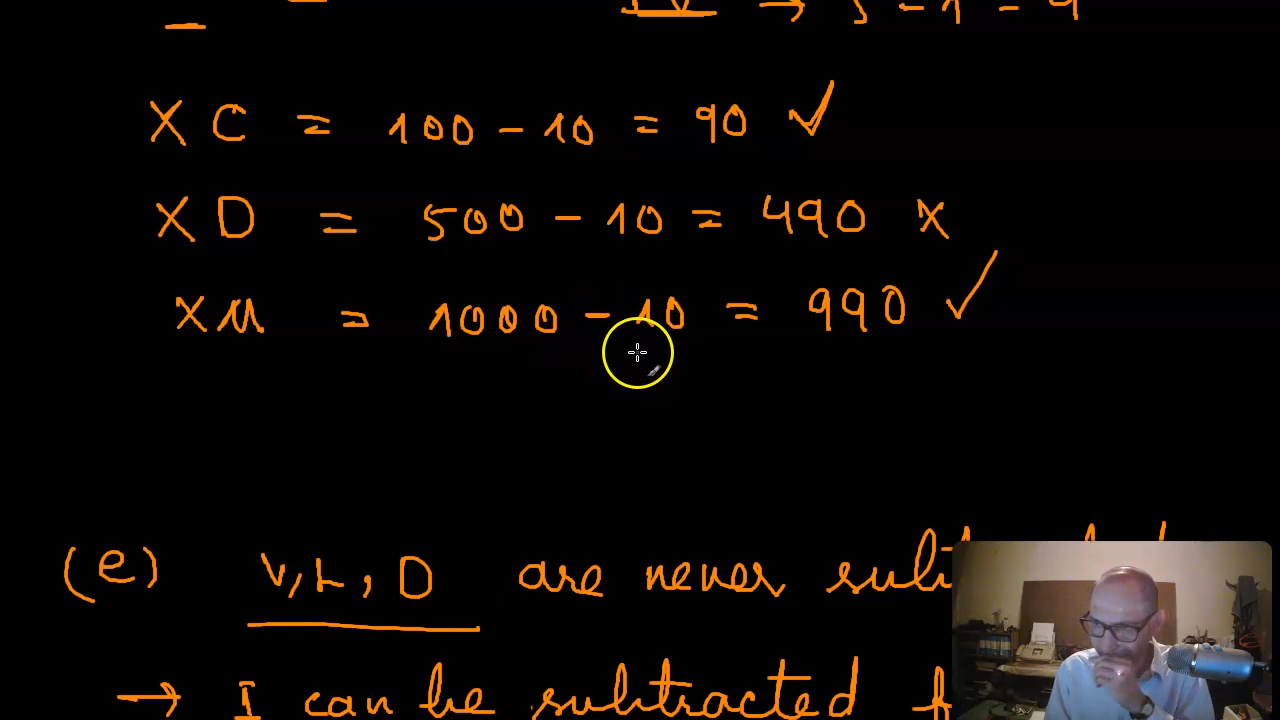 XC = 100 - 10 = 90 ✓
XD = 500 - 10 = 490 X
XM = 1000 - 10 = 990 ✓
(e) V, L, D are never
→ I can be subtracted